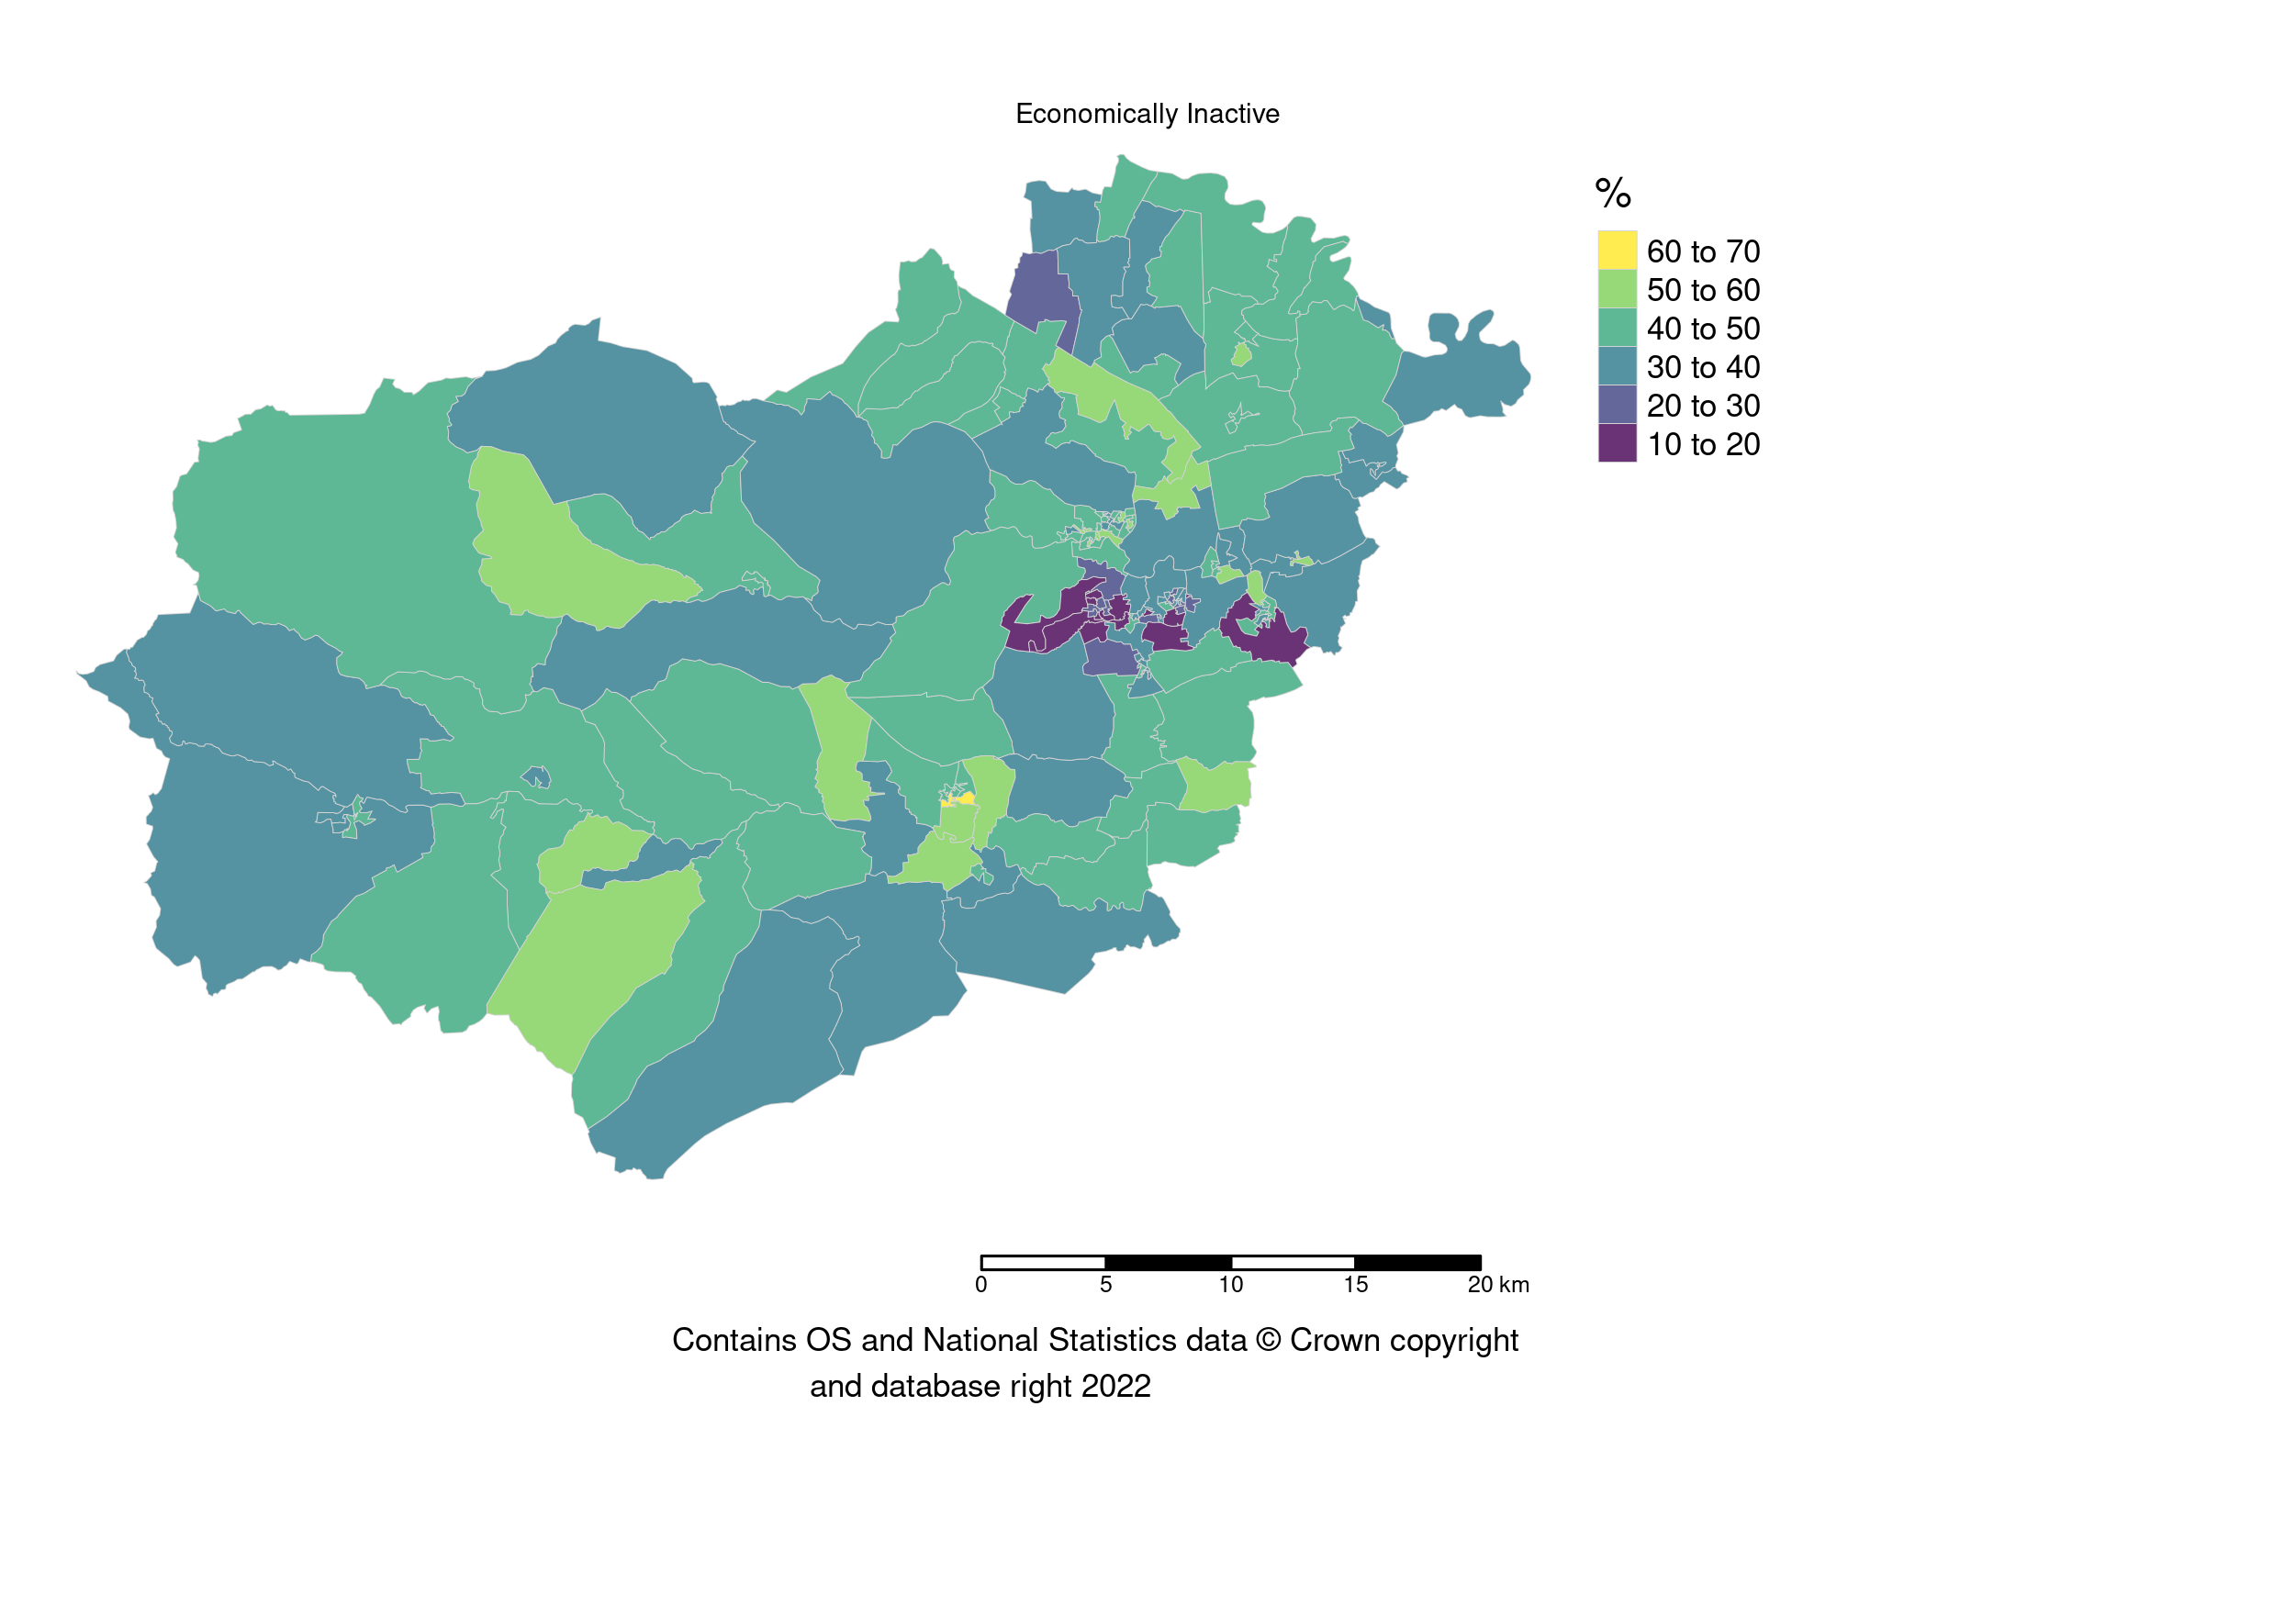 Economically Inactive
%
60 to 70
50 to 60
40 to 50
30 to 40
20 to 30
10 to 20
0 5 10 15 20 km
Contains OS and National Statistics data © Crown copyright
and database right 2022